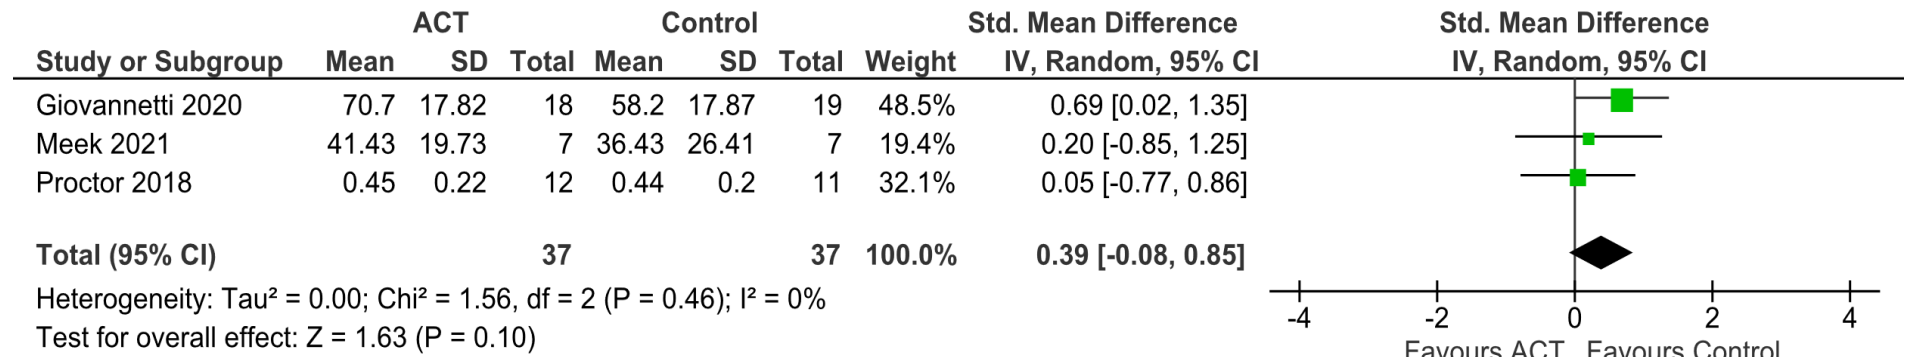 ACT Control Std. Mean Difference Std. Mean Difference
Study or Subgroup Mean SD Total Mean SD Total Weight IV, Random, 95% CI IV, Random, 95% CI
Giovannetti 2020 70.7 17.82 18 58.2 17.87 19 48.5% 0.69 [0.02, 1.35]
Meek 2021 41.43 19.73 7 36.43 26.41 7 19.4% 0.20 [-0.85, 1.25]
Proctor 2018 0.45 0.22 12 0.44 0.2 11 32.1% 0.05 [-0.77, 0.86]
Total (95% CI) 37 37 100.0% 0.39 [-0.08, 0.85]
Heterogeneity: Tau² = 0.00; Chi² = 1.56, df = 2 (P = 0.46); I² = 0%
Test for overall effect: Z = 1.63 (P = 0.10)
-4 -2 0 2 4
Favours ACT Favours Control